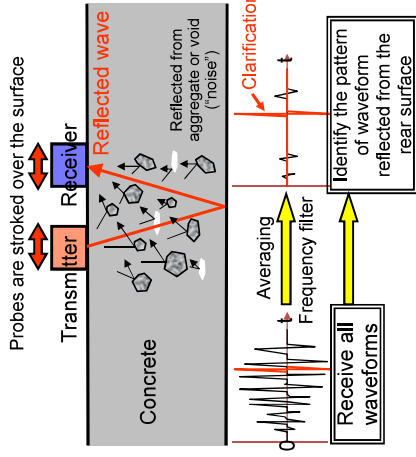 Probes are stroked over the surface
Transmitter
Receiver
Reflected wave
Concrete
Reflected from
aggregate or void
("noise")
Clarification
Averaging
Frequency filter
0
t
t
Receive all
waveforms
Identify the pattern
of waveform
reflected from the
rear surface